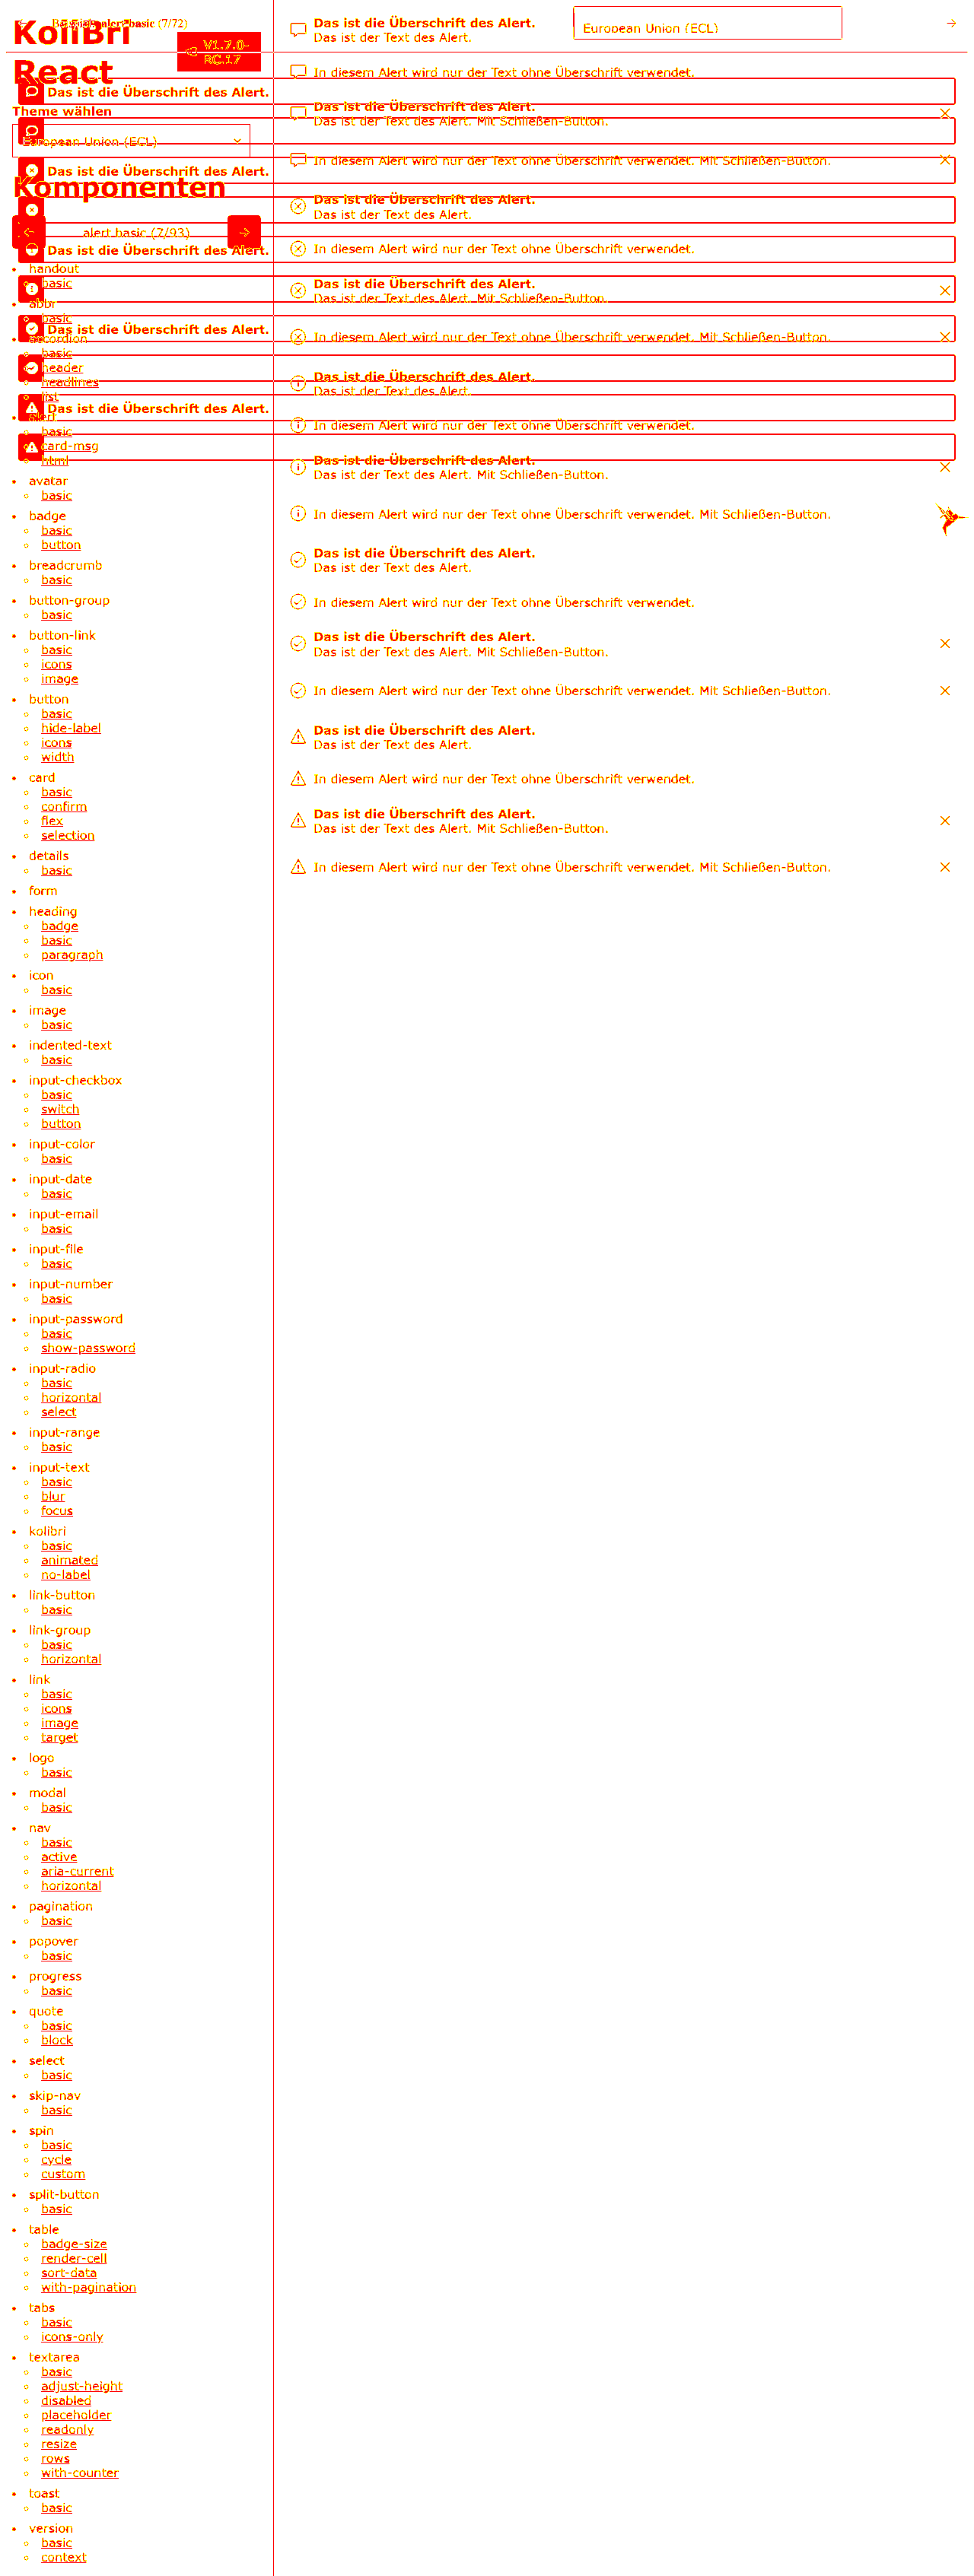 KoliBri
React
alert basic (7/72)
V1.7.0-
RC.17
Theme wählen
European Union (ECL)
Komponenten
alert basic (7/93)
Das ist die Überschrift des Alert.
Das ist die Überschrift des Alert.
Das ist die Überschrift des Alert.
Das ist die Überschrift des Alert.
Das ist die Überschrift des Alert.
handout
basic
abbr
basic
accordion
basic
header
headlines
list
alert
basic
card-msg
html
avatar
basic
badge
basic
button
breadcrumb
basic
button-group
basic
button-link
basic
icons
image
button
basic
hide-label
icons
width
card
basic
confirm
flex
selection
details
basic
form
heading
badge
basic
paragraph
icon
basic
image
basic
indented-text
basic
input-checkbox
basic
switch
button
input-color
basic
input-date
basic
input-email
basic
input-file
basic
input-number
basic
input-password
basic
show-password
input-radio
basic
horizontal
select
input-range
basic
input-text
basic
blur
focus
kolibri
basic
animated
no-label
link-button
basic
link-group
basic
horizontal
link
basic
icons
image
target
logo
basic
modal
basic
nav
basic
active
aria-current
horizontal
pagination
basic
popover
basic
progress
basic
quote
basic
block
select
basic
skip-nav
basic
spin
basic
cycle
custom
split-button
basic
table
badge-size
render-cell
sort-data
with-pagination
tabs
basic
icons-only
textarea
basic
adjust-height
disabled
placeholder
readonly
resize
rows
with-counter
toast
basic
version
basic
context
European Union (ECL)
Das ist die Überschrift des Alert.
Das ist der Text des Alert.
In diesem Alert wird nur der Text ohne Überschrift verwendet.
Das ist die Überschrift des Alert.
Das ist der Text des Alert. Mit Schließen-Button.
In diesem Alert wird nur der Text ohne Überschrift verwendet. Mit Schließen-Button.
Das ist die Überschrift des Alert.
Das ist der Text des Alert.
In diesem Alert wird nur der Text ohne Überschrift verwendet.
Das ist die Überschrift des Alert.
Das ist der Text des Alert. Mit Schließen-Button.
In diesem Alert wird nur der Text ohne Überschrift verwendet. Mit Schließen-Button.
Das ist die Überschrift des Alert.
Das ist der Text des Alert.
In diesem Alert wird nur der Text ohne Überschrift verwendet.
Das ist die Überschrift des Alert.
Das ist der Text des Alert. Mit Schließen-Button.
In diesem Alert wird nur der Text ohne Überschrift verwendet. Mit Schließen-Button.
Das ist die Überschrift des Alert.
Das ist der Text des Alert.
In diesem Alert wird nur der Text ohne Überschrift verwendet.
Das ist die Überschrift des Alert.
Das ist der Text des Alert. Mit Schließen-Button.
In diesem Alert wird nur der Text ohne Überschrift verwendet. Mit Schließen-Button.
Das ist die Überschrift des Alert.
Das ist der Text des Alert.
In diesem Alert wird nur der Text ohne Überschrift verwendet.
Das ist die Überschrift des Alert.
Das ist der Text des Alert. Mit Schließen-Button.
In diesem Alert wird nur der Text ohne Überschrift verwendet. Mit Schließen-Button.